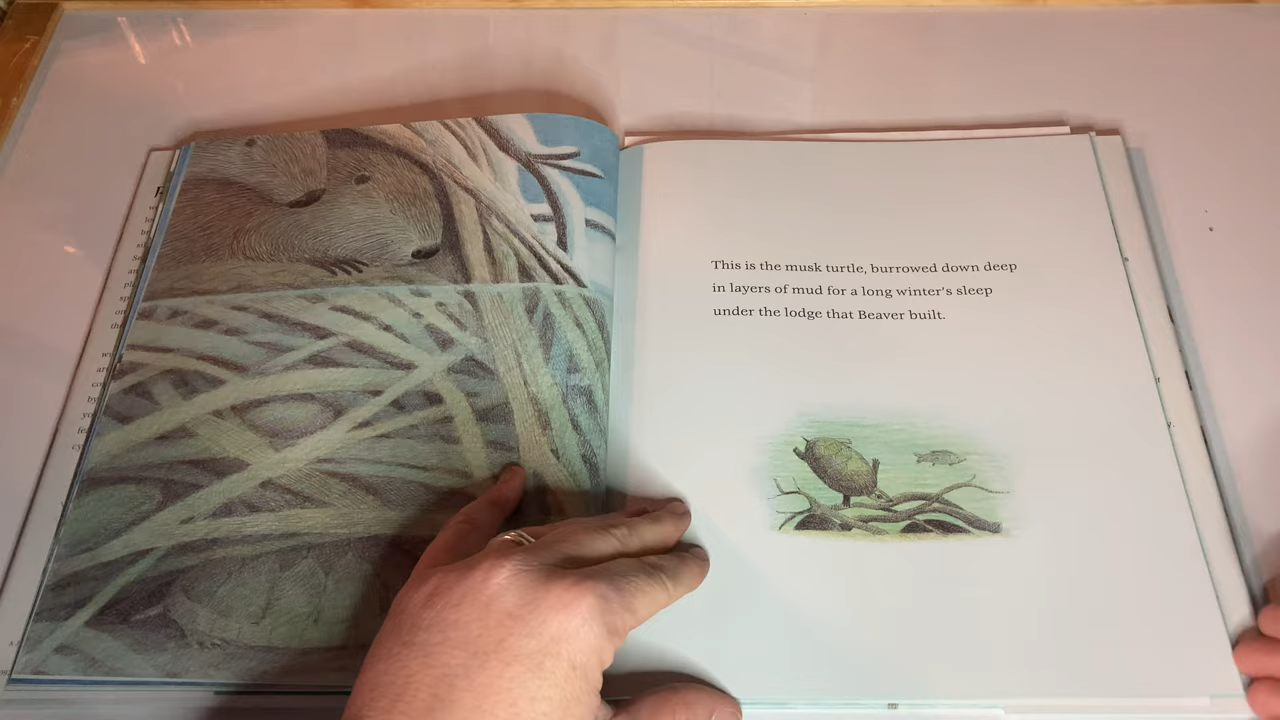 This is the musk turtle, burrowed down deep
in layers of mud for a long winter's sleep
under the lodge that Beaver built.